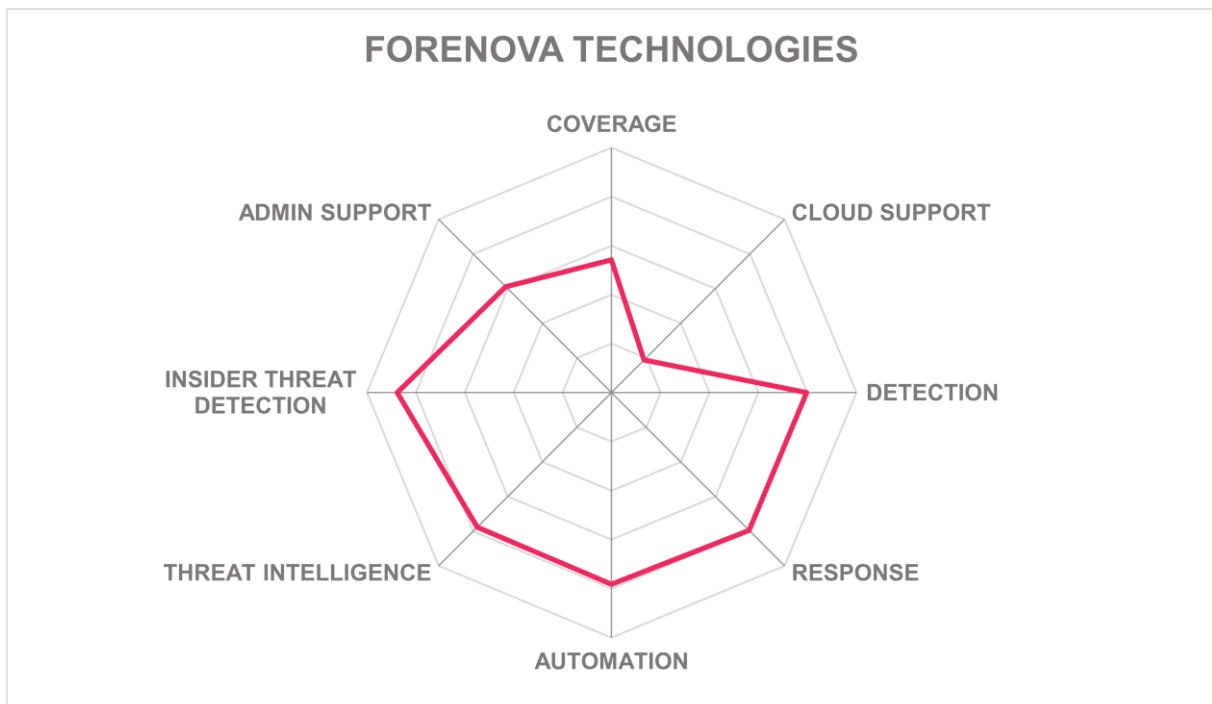 FORENOVA TECHNOLOGIES
COVERAGE
ADMIN SUPPORT
CLOUD SUPPORT
INSIDER THREAT
DETECTION
DETECTION
THREAT INTELLIGENCE
RESPONSE
AUTOMATION